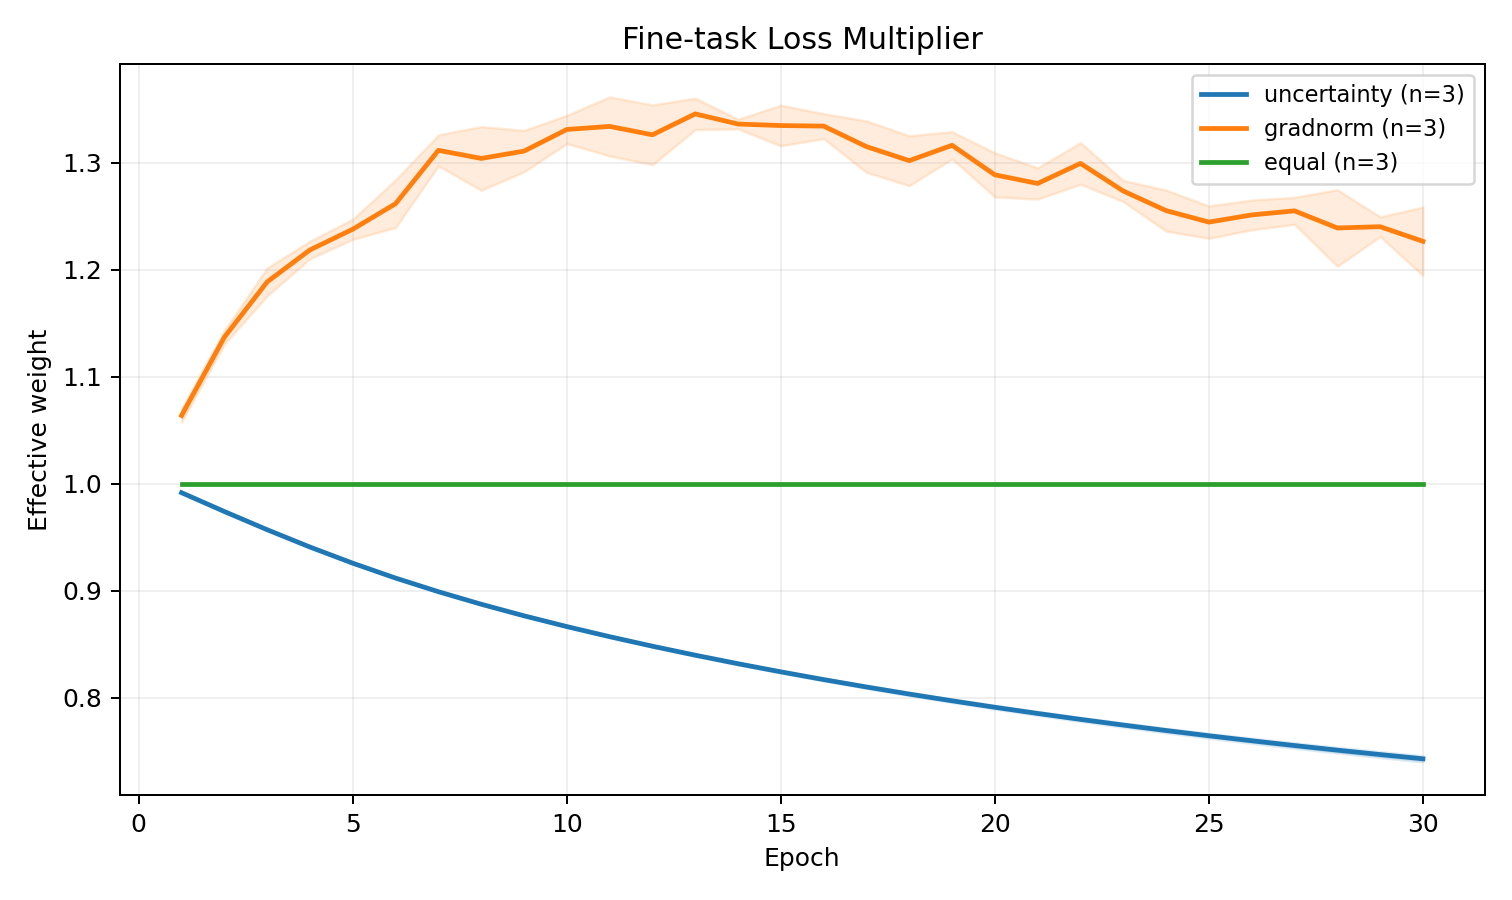 Fine-task Loss Multiplier
uncertainty (n=3)
gradnorm (n=3)
equal (n=3)
Effective weight
1.3
1.2
1.1
1.0
0.9
0.8
0
5
10
15
20
25
30
Epoch